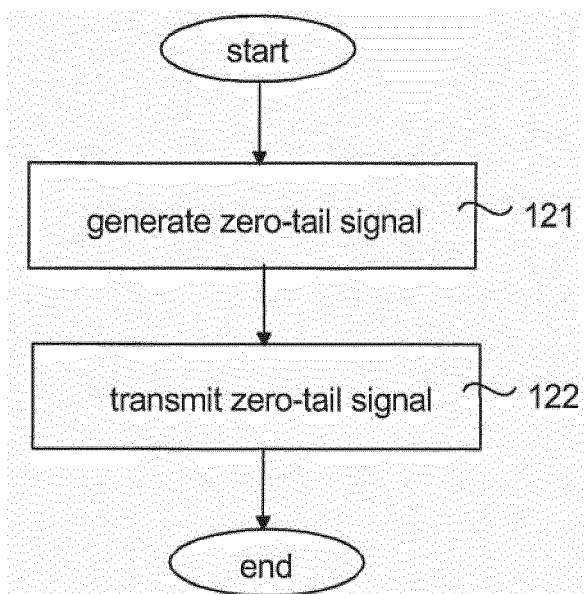 start
generate zero-tail signal
121
transmit zero-tail signal
122
end